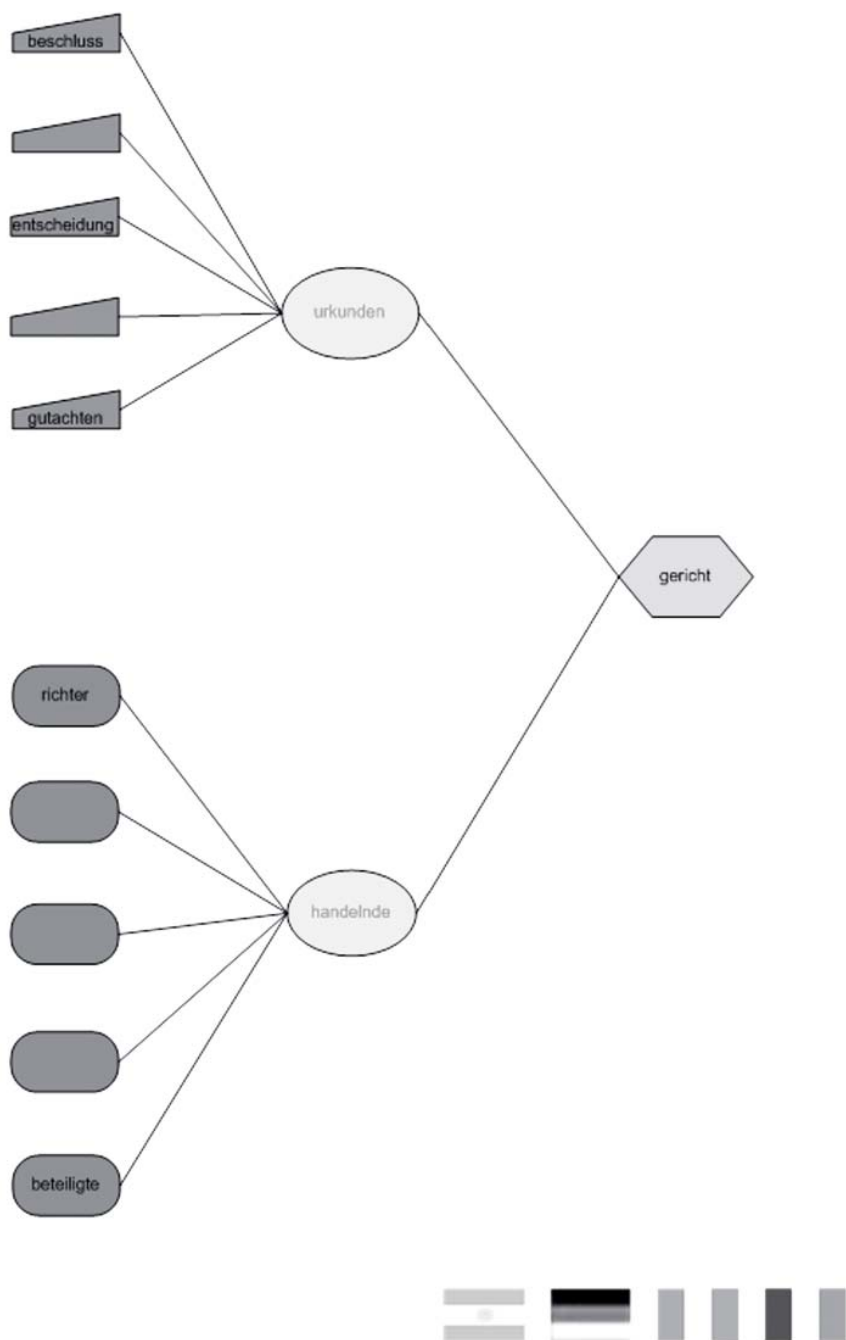 beschluss
entscheidung
urkunden
gutachten
gericht
richter
handelnde
beteiligte